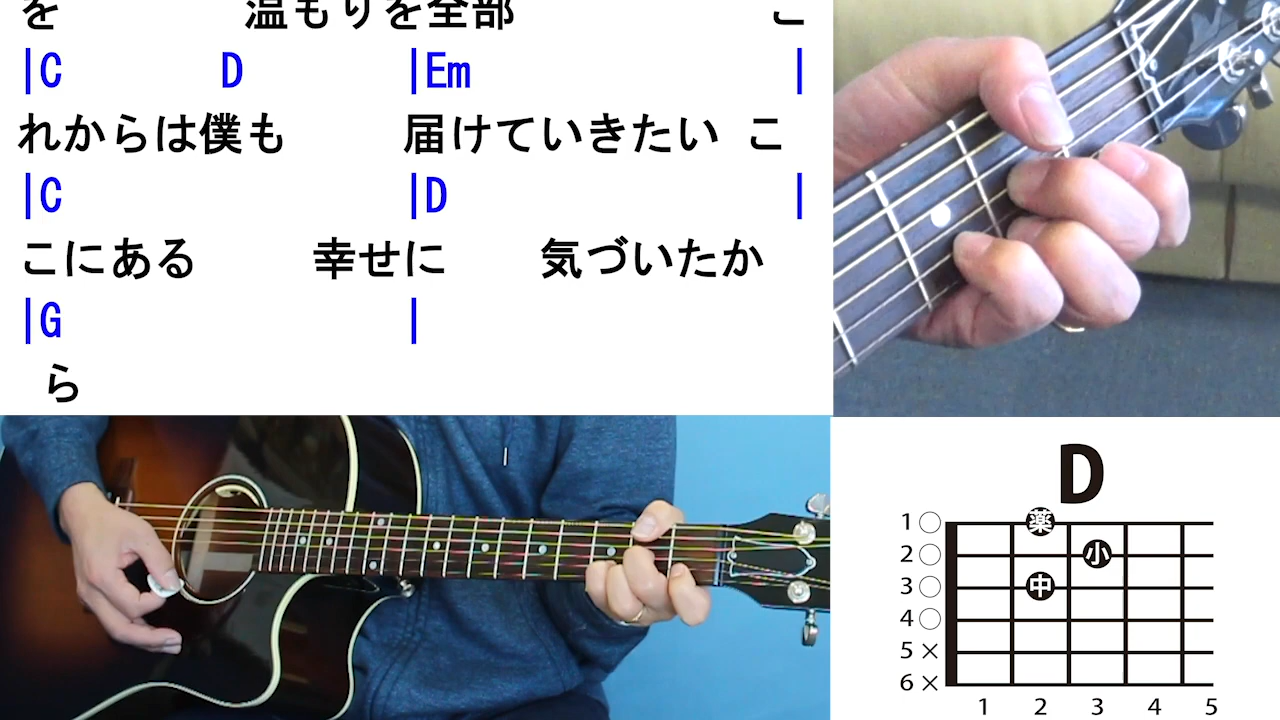 を 温もりを全部 こ
|C D |Em |
れからは僕も 届けていきたい こ
|C |D |
こにある 幸せに 気づいたか
|G |
ら
D
1 ○ 薬
2 ○ 小
3 ○ 中
4 ○
5 ×
6 ×
1 2 3 4 5